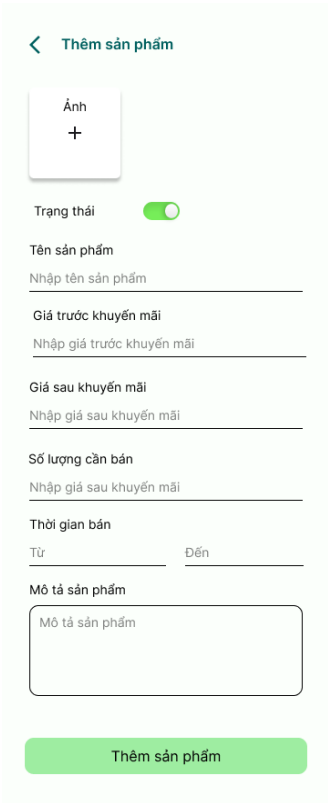 Thêm sản phẩm
Ảnh
+
Trạng thái
Tên sản phẩm
Nhập tên sản phẩm
Giá trước khuyến mãi
Nhập giá trước khuyến mãi
Giá sau khuyến mãi
Nhập giá sau khuyến mãi
Số lượng cần bán
Nhập giá sau khuyến mãi
Thời gian bán
Từ Đến
Mô tả sản phẩm
Mô tả sản phẩm
Thêm sản phẩm